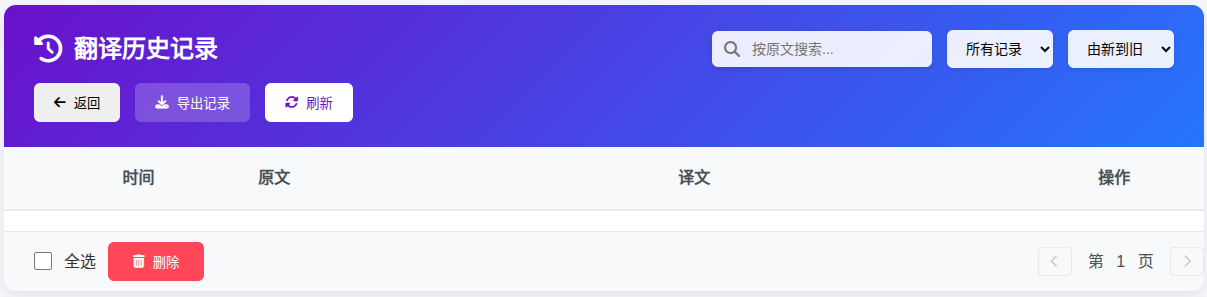 翻译历史记录
按原文搜索...
所有记录
由新到旧
返回
导出记录
刷新
时间 原文 译文 操作
全选 删除 第 1 页